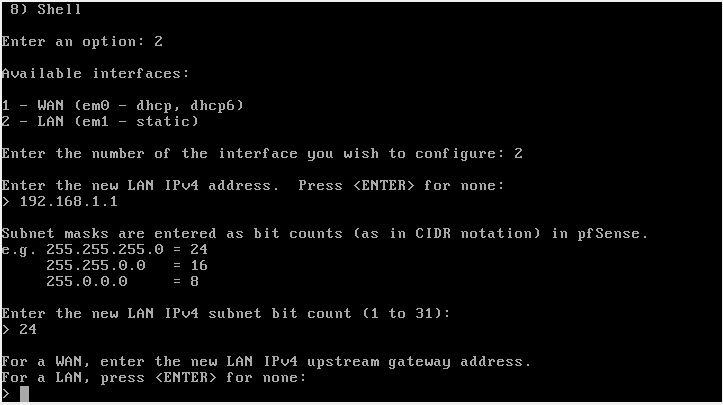 8) Shell
Enter an option: 2
Available interfaces:
1 - WAN (em0 - dhcp, dhcp6)
2 - LAN (em1 - static)
Enter the number of the interface you wish to configure: 2
Enter the new LAN IPv4 address.  Press <ENTER> for none:
> 192.168.1.1
Subnet masks are entered as bit counts (as in CIDR notation) in pfSense.
e.g. 255.255.255.0 = 24
     255.255.0.0   = 16
     255.0.0.0     = 8
Enter the new LAN IPv4 subnet bit count (1 to 31):
> 24
For a WAN, enter the new LAN IPv4 upstream gateway address.
For a LAN, press <ENTER> for none:
>